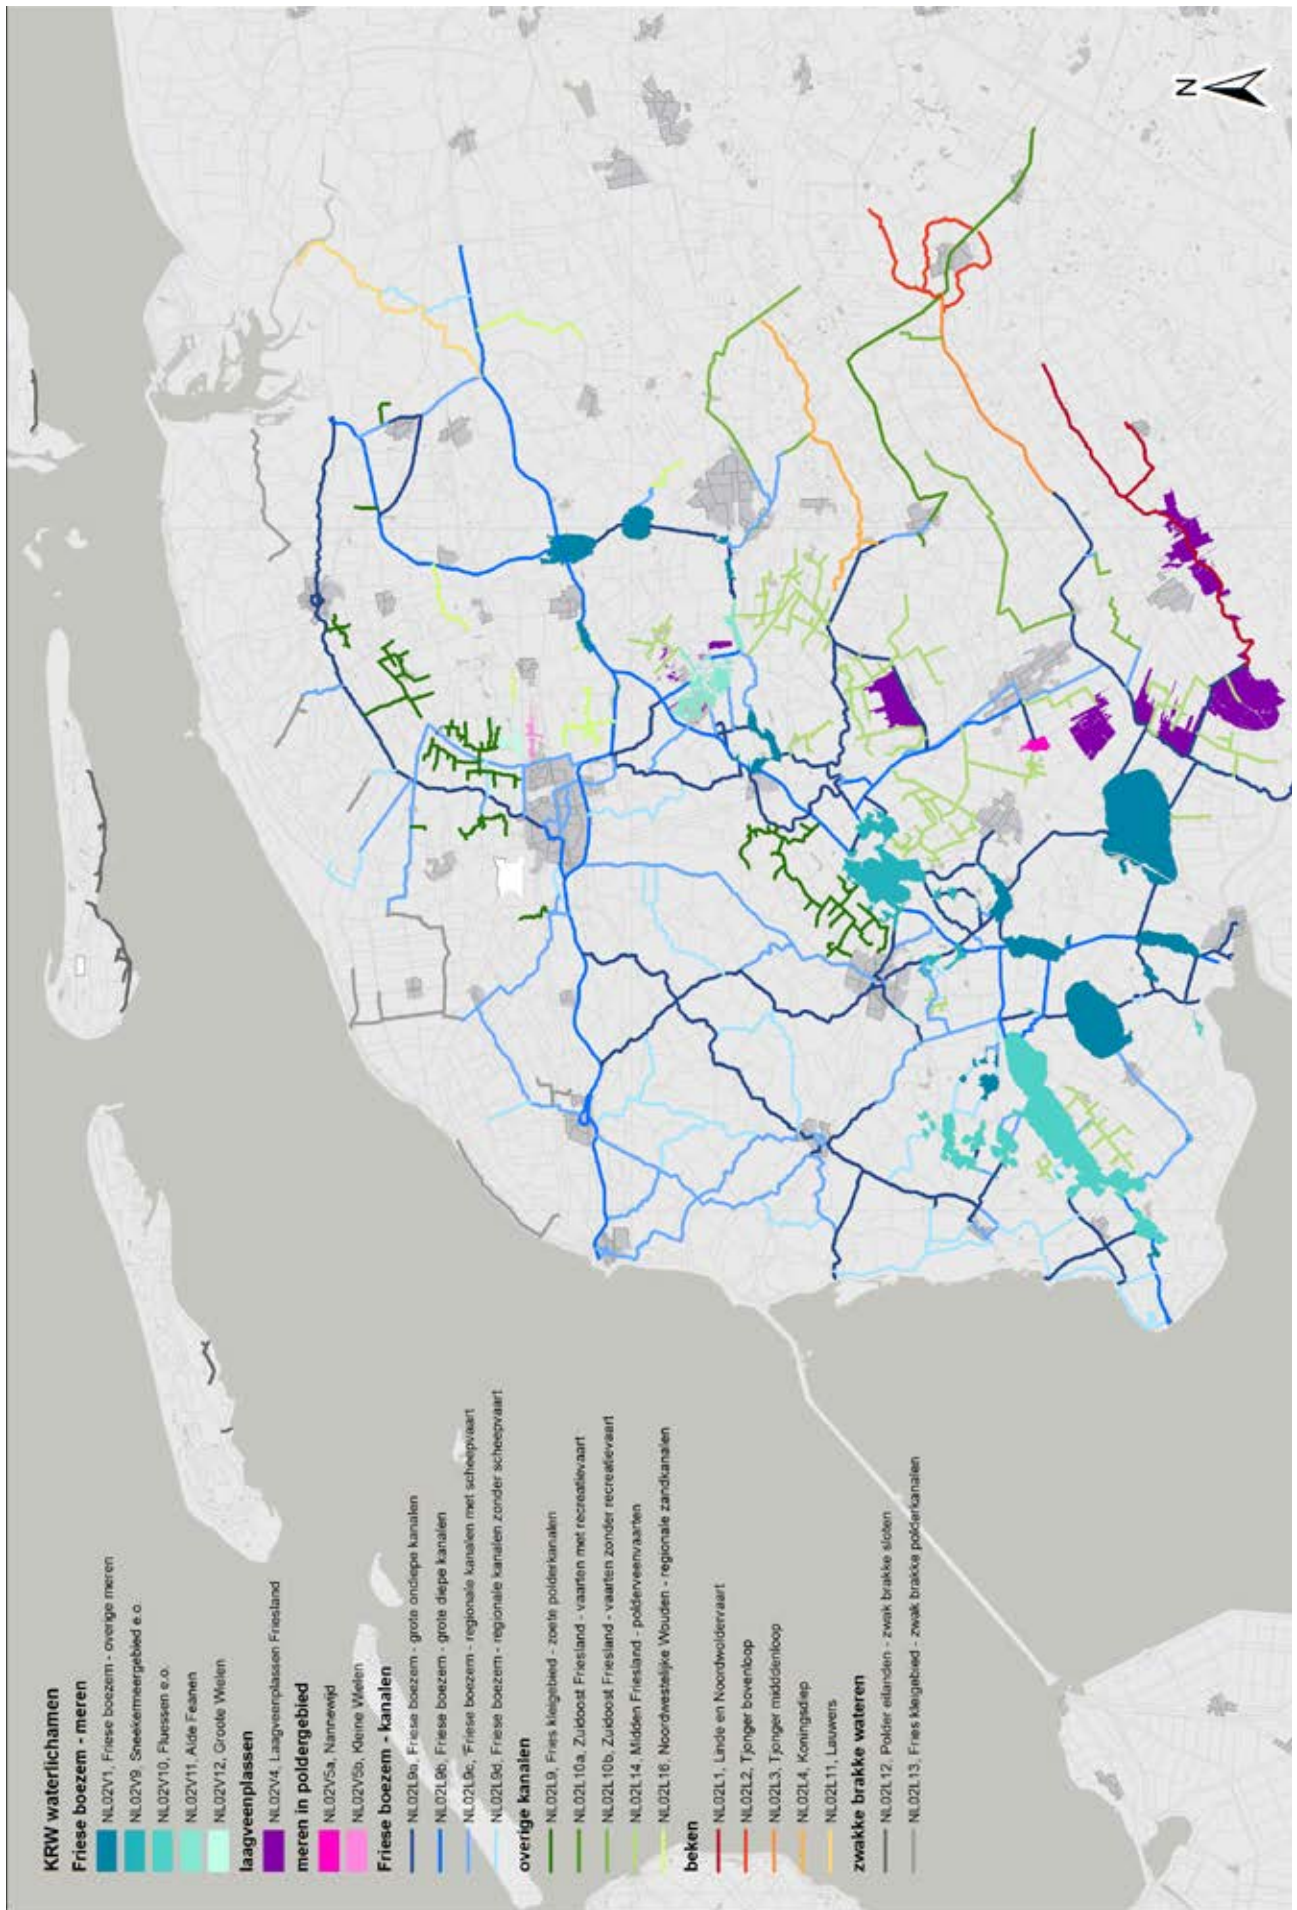 KRW waterlichamen
Friese boezem - meren
NL02V1, Friese boezem - overige meren
NL02V9, Sneekermeergebied e.o.
NL02V10, Fluessen e.o.
NL02V11, Alde Feanen
NL02V12, Groote Wielen
laagveenplassen
NL02V4, Laagveenplassen Friesland
meren in poldergebied
NL02V5a, Nannewijd
NL02V5b, Kleine Wielen
Friese boezem - kanalen
NL02L9a, Friese boezem - grote ondiepe kanalen
NL02L9b, Friese boezem - grote diepe kanalen
NL02L9c, 'Friese boezem - regionale kanalen met scheepvaart
NL02L9d, Friese boezem - regionale kanalen zonder scheepvaart
overige kanalen
NL02L9, Fries kleigebied - zoete polderkanalen
NL02L10a, Zuidoost Friesland - vaarten met recreatievaart
NL02L10b, Zuidoost Friesland - vaarten zonder recreatievaart
NL02L14, Midden Friesland - polderveenvaarten
NL02L16, Noordwestelijke Wouden - regionale zandkanalen
beken
NL02L1, Linde en Noordwoldervaart
NL02L2, Tjonger bovenloop
NL02L3, Tjonger midddenloop
NL02L4, Koningsdiep
NL02L11, Lauwers
zwakke brakke wateren
NL02L12, Polder eilanden - zwak brakke sloten
NL02L13, Fries kleigebied - zwak brakke polderkanalen
N